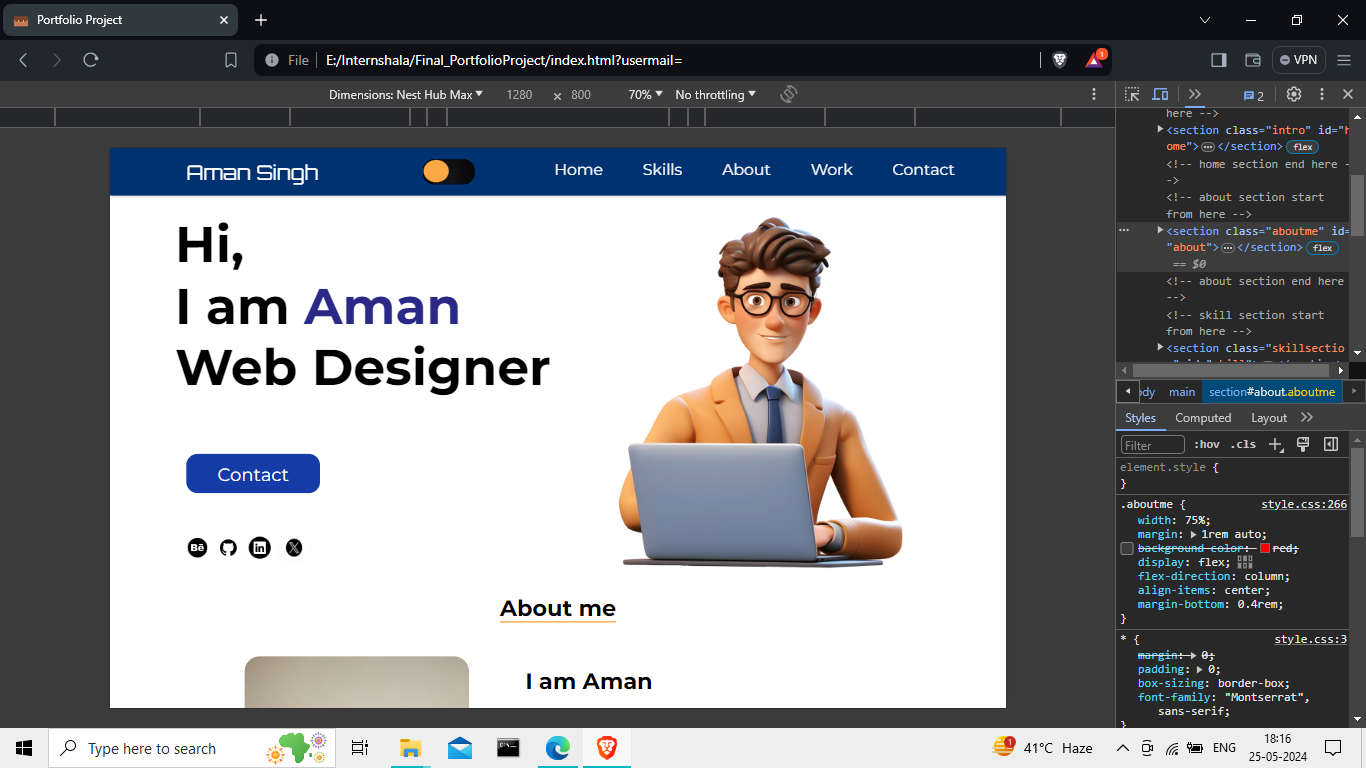 Portfolio Project
File
E:/Internshala/Final_PortfolioProject/index.html?usermail=
1
VPN
Dimensions: Nest Hub Max
1280 × 800
70%
No throttling
2
Aman Singh
Home
Skills
About
Work
Contact
Hi,
I am Aman
Web Designer
Contact
Bē
in
X
About me
I am Aman
here -->
<section class="intro" id="h
ome"> ⋯ </section> flex
<!-- home section end here -
->
<!-- about section start
from here -->
<section class="aboutme" id=
"about"> ⋯ </section> flex
== $0
<!-- about section end here
-->
<!-- skill section start
from here -->
<section class="skillsectio
ody main section#about.aboutme
Styles Computed Layout
Filter :hov .cls
element.style {
}
.aboutme { style.css:266
width: 75%;
margin: 1rem auto;
background-color: red;
display: flex;
flex-direction: column;
align-items: center;
margin-bottom: 0.4rem;
}
* { style.css:3
margin: 0;
padding: 0;
box-sizing: border-box;
font-family: "Montserrat",
sans-serif;
}
Type here to search
1
41°C Haze
ENG
18:16
25-05-2024